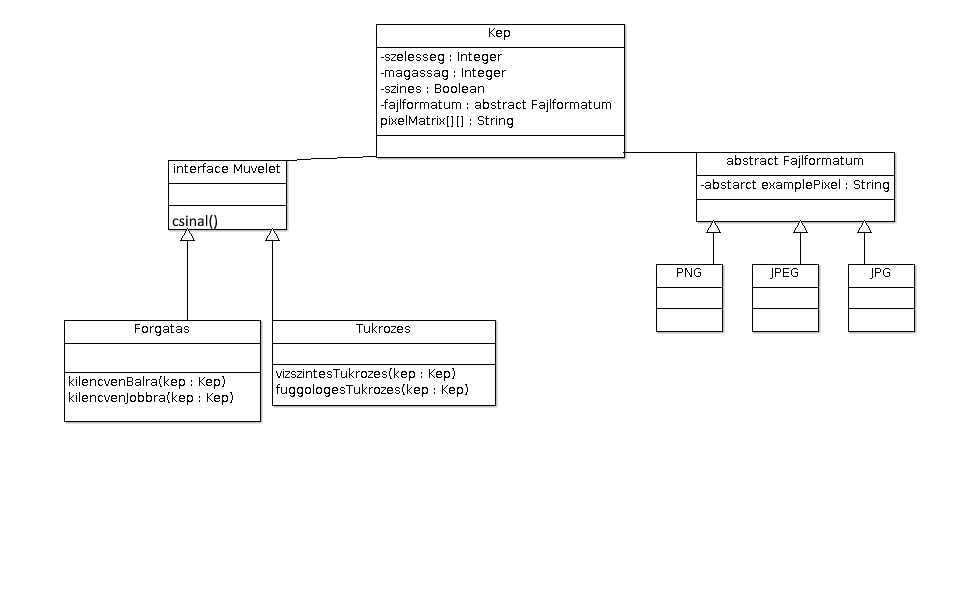 Kep
-szelesseg : Integer
-magassag : Integer
-szines : Boolean
-fajlformatum : abstract Fajlformatum
pixelMatrix[][] : String
interface Muvelet
csinal()
abstract Fajlformatum
-abstarct examplePixel : String
PNG
JPEG
JPG
Forgatas
kilencvenBalra(kep : Kep)
kilencvenJobbra(kep : Kep)
Tukrozes
vizszintesTukrozes(kep : Kep)
fuggologesTukrozes(kep : Kep)